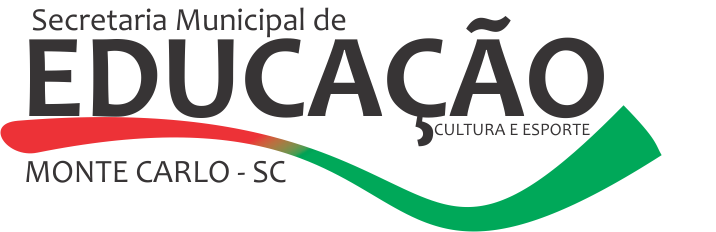 Secretaria Municipal de
EDUCAÇÃO
CULTURA E ESPORTE
MONTE CARLO - SC